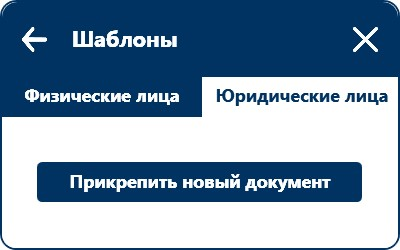 Шаблоны
Физические лица
Юридические лица
Прикрепить новый документ